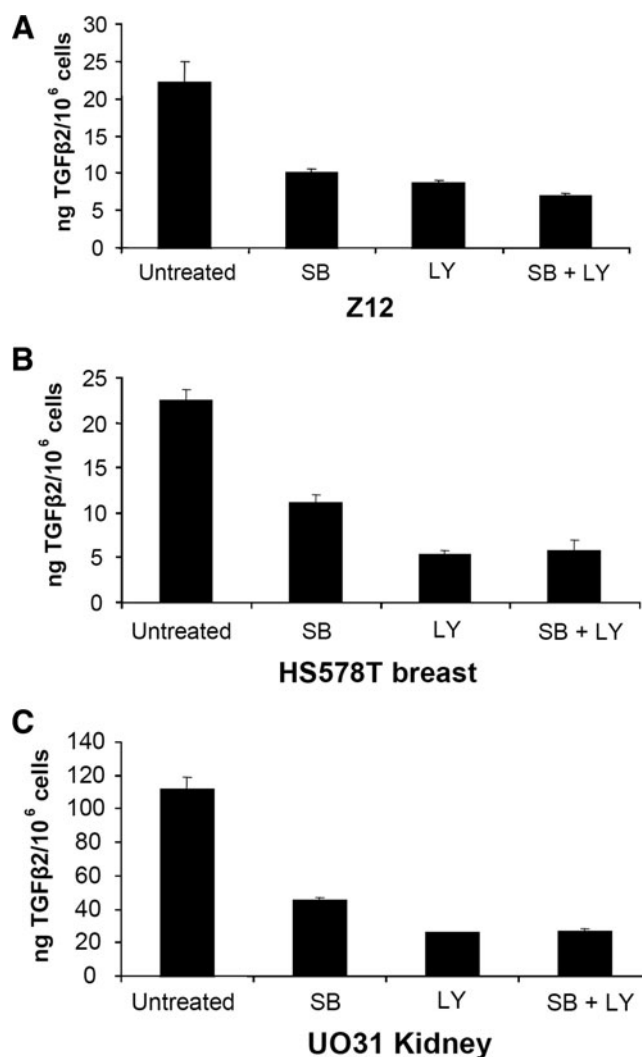 A
ng TGFβ2/10⁶ cells
30
25
20
15
10
5
0
Untreated SB LY SB + LY
Z12
B
ng TGFβ2/10⁶ cells
25
20
15
10
5
0
Untreated SB LY SB + LY
HS578T breast
C
ng TGFβ2/10⁶ cells
140
120
100
80
60
40
20
0
Untreated SB LY SB + LY
UO31 Kidney